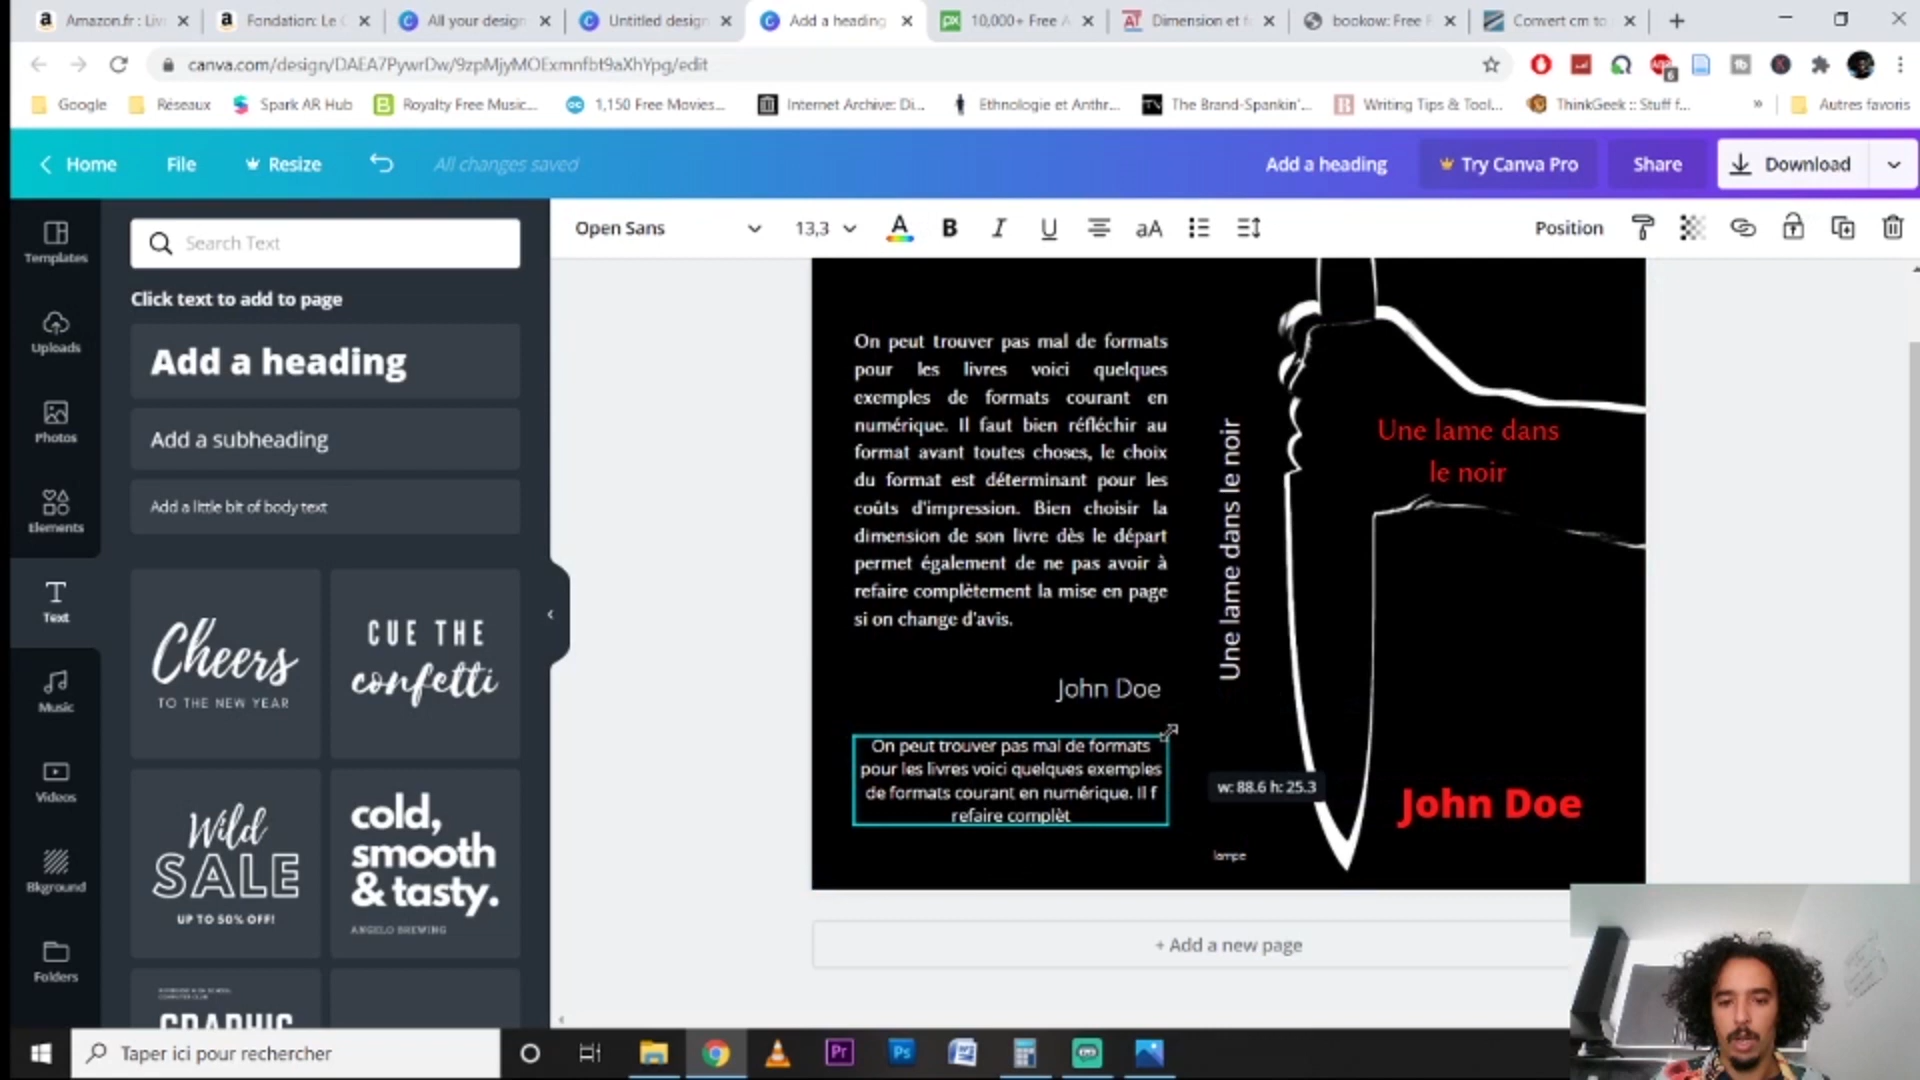 Amazon.fr : Liv
Fondation: Le C
All your design
Untitled design
Add a heading
10,000+ Free A
Dimension et f
bookow: Free
Convert cm to
canva.com/design/DAEA7PywrDw/9zpMjyMOExmnfbt9aXhYpg/edit
Google
Réseaux
Spark AR Hub
Royalty Free Music...
1,150 Free Movies...
Internet Archive: Di...
Ethnologie et Anthr...
The Brand-Spankin'...
Writing Tips & Tool...
ThinkGeek :: Stuff f...
»
Autres favoris
Home
File
Resize
All changes saved
Add a heading
Try Canva Pro
Share
Download
Templates
Uploads
Photos
Elements
Text
Music
Videos
Bkground
Folders
Search Text
Click text to add to page
Add a heading
Add a subheading
Add a little bit of body text
Cheers
TO THE NEW YEAR
CUE THE
confetti
Wild
SALE
UP TO 50% OFF!
cold,
smooth
& tasty.
ANGELO BREWING
GRAPHIC
Open Sans
13,3
A
B
I
U
aA
Position
On peut trouver pas mal de formats
pour les livres voici quelques
exemples de formats courant en
numérique. Il faut bien réfléchir au
format avant toutes choses, le choix
du format est déterminant pour les
coûts d'impression. Bien choisir la
dimension de son livre dès le départ
permet également de ne pas avoir à
refaire complètement la mise en page
si on change d'avis.
John Doe
On peut trouver pas mal de formats
pour les livres voici quelques exemples
de formats courant en numérique. Il f
refaire complèt
Une lame dans le noir
w: 88.6 h: 25.3
lampe
Une lame dans
le noir
John Doe
+ Add a new page
Taper ici pour rechercher
Pr
Ps